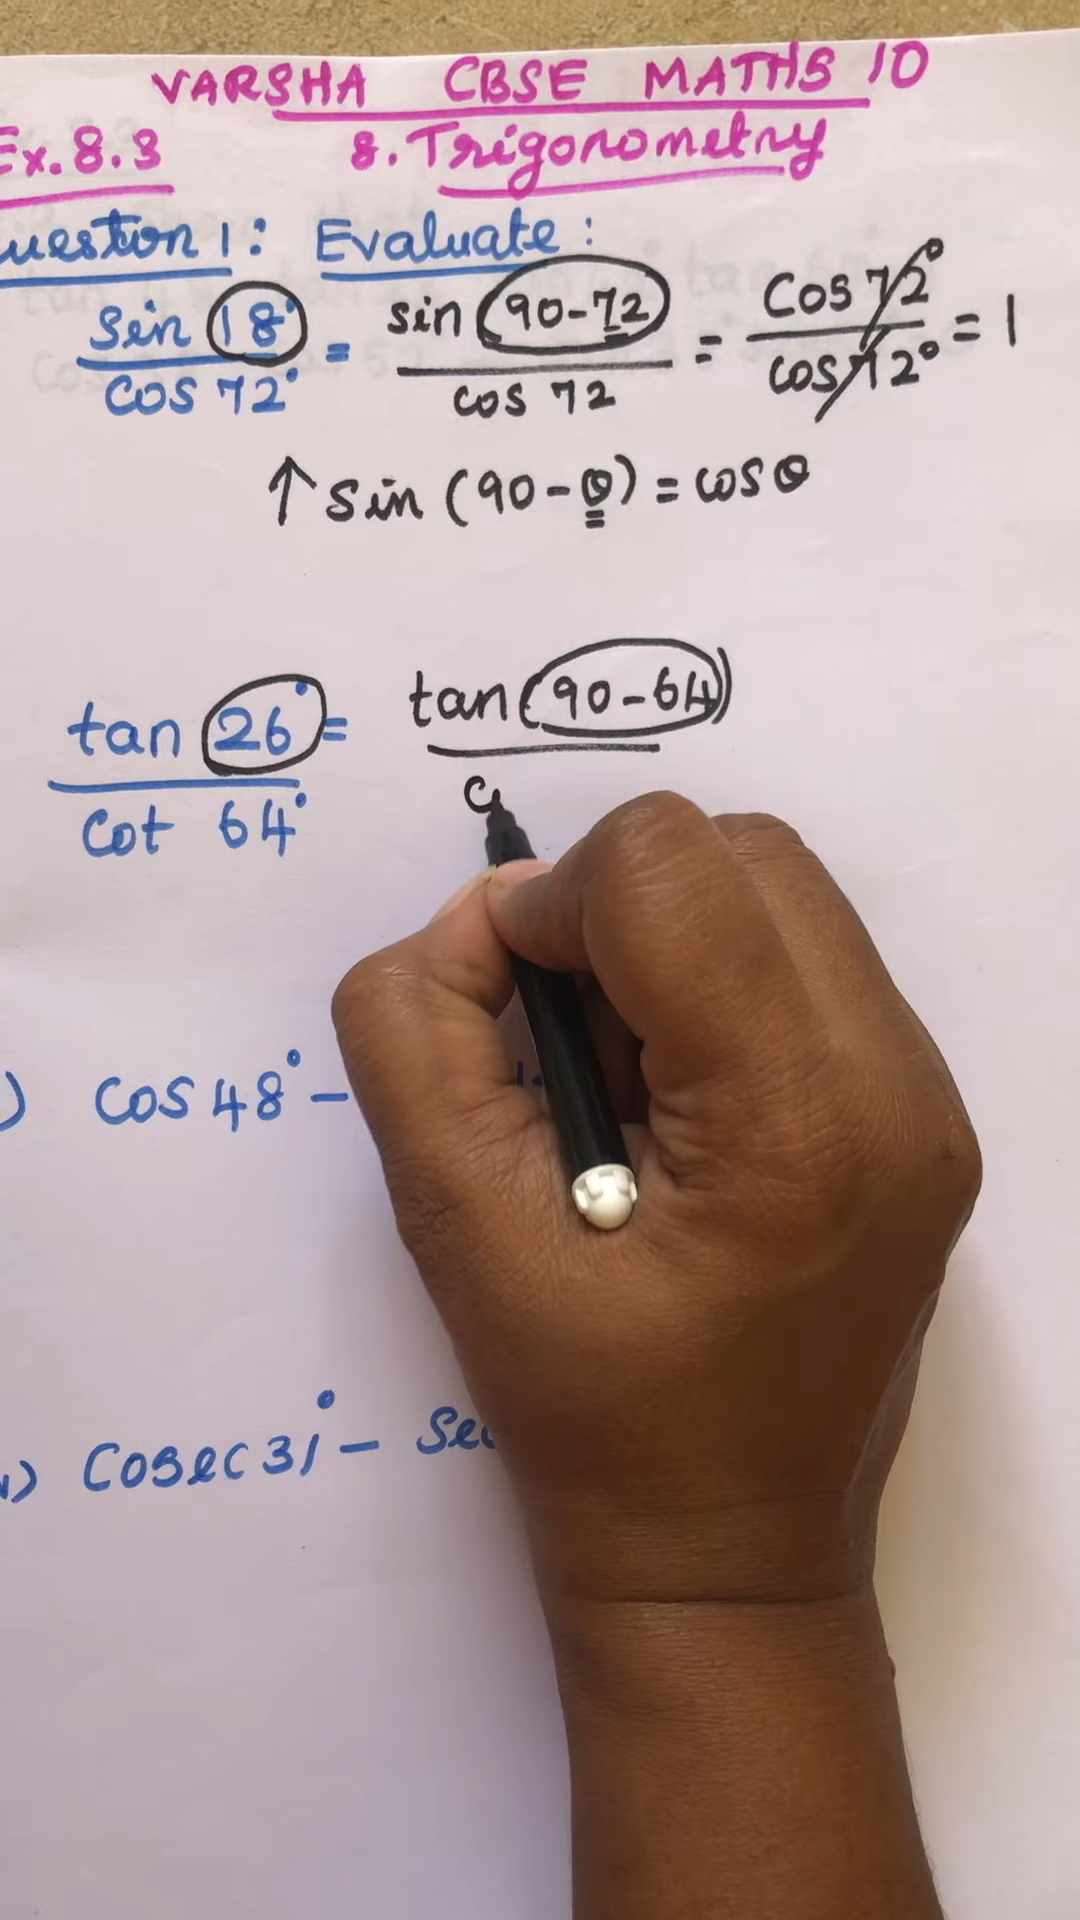 VARSHA CBSE MATHS 10
Ex.8.3 8. Trigonometry
uestion 1: Evaluate:
sin 18° / cos 72° = sin (90-72) / cos 72 = cos 72° / cos 72° = 1
↑ sin (90-θ) = cos θ
tan 26° / cot 64° = tan (90-64) / c
) cos 48° -
) cosec 31° - Sec